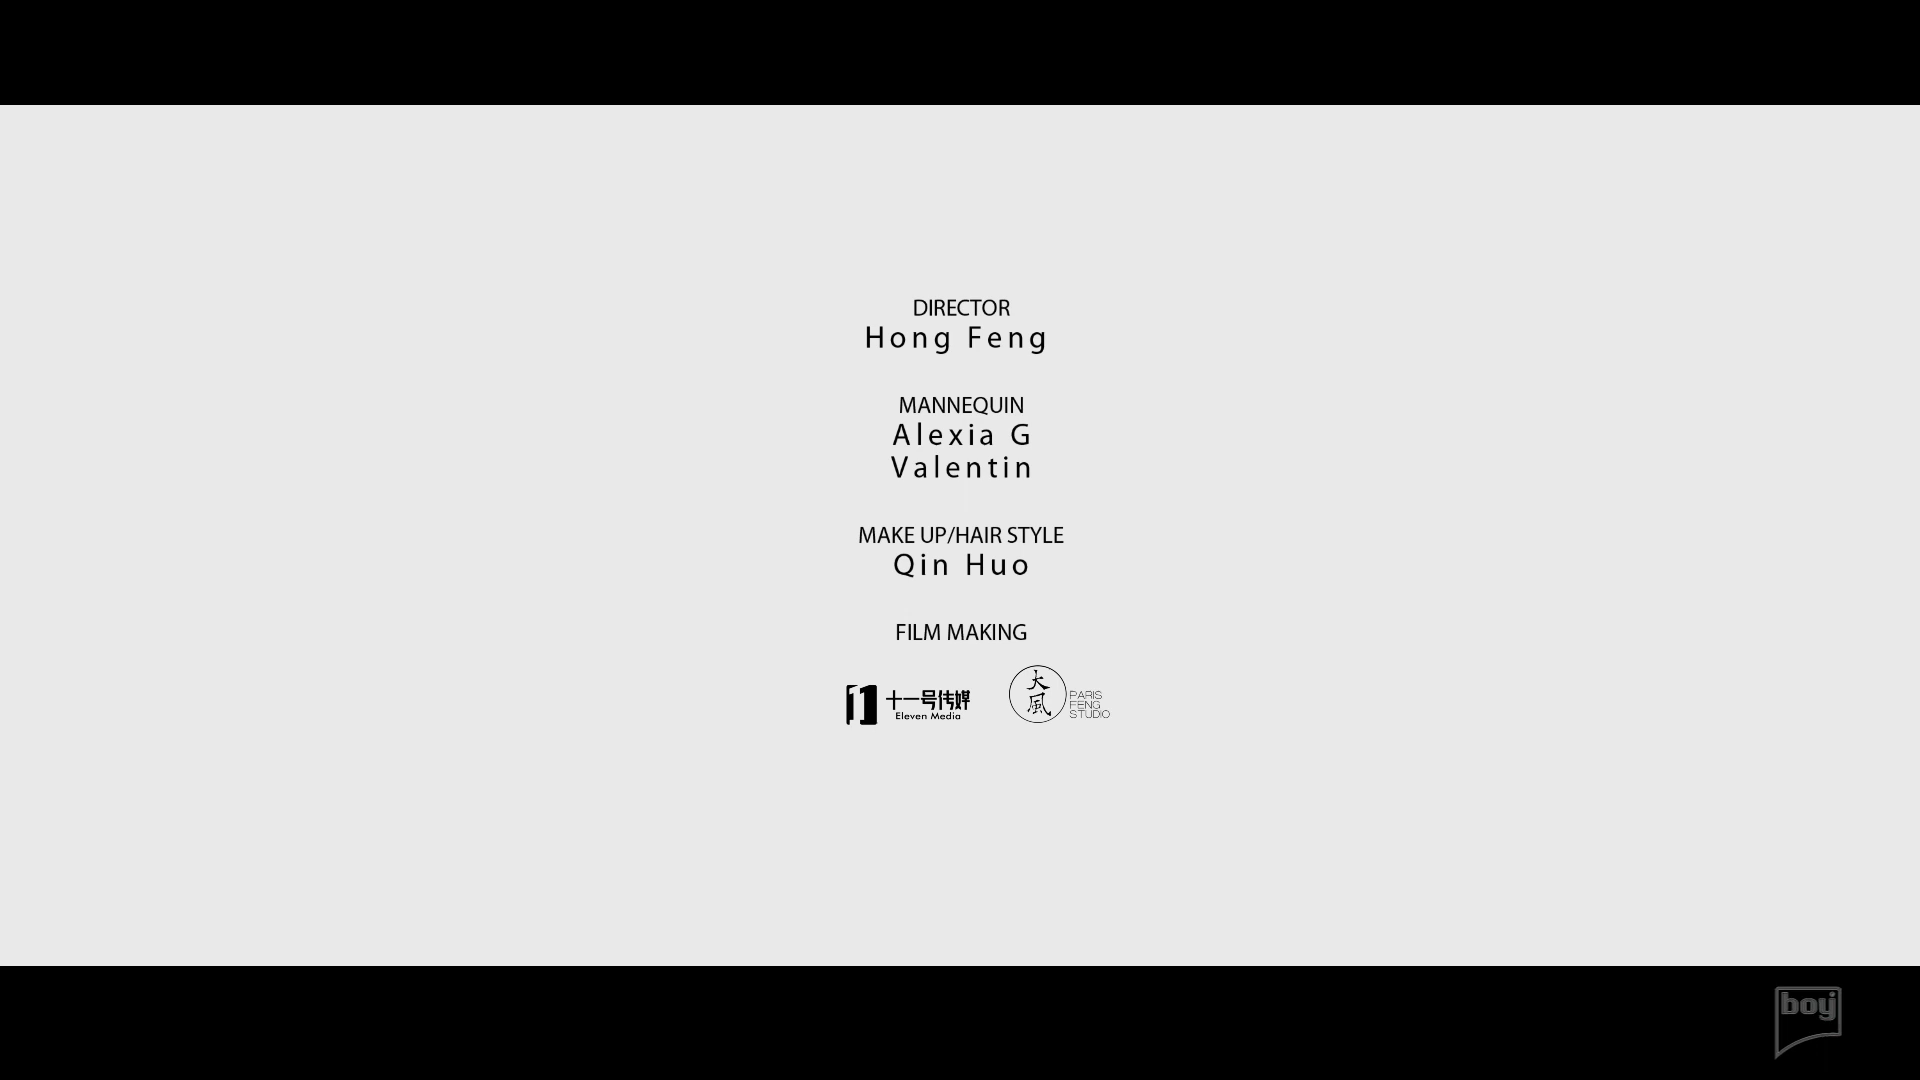 DIRECTOR
Hong Feng
MANNEQUIN
Alexia G
Valentin
MAKE UP/HAIR STYLE
Qin Huo
FILM MAKING
11 十一号传媒
Eleven Media
大風
PARIS
FENG
STUDIO
boy